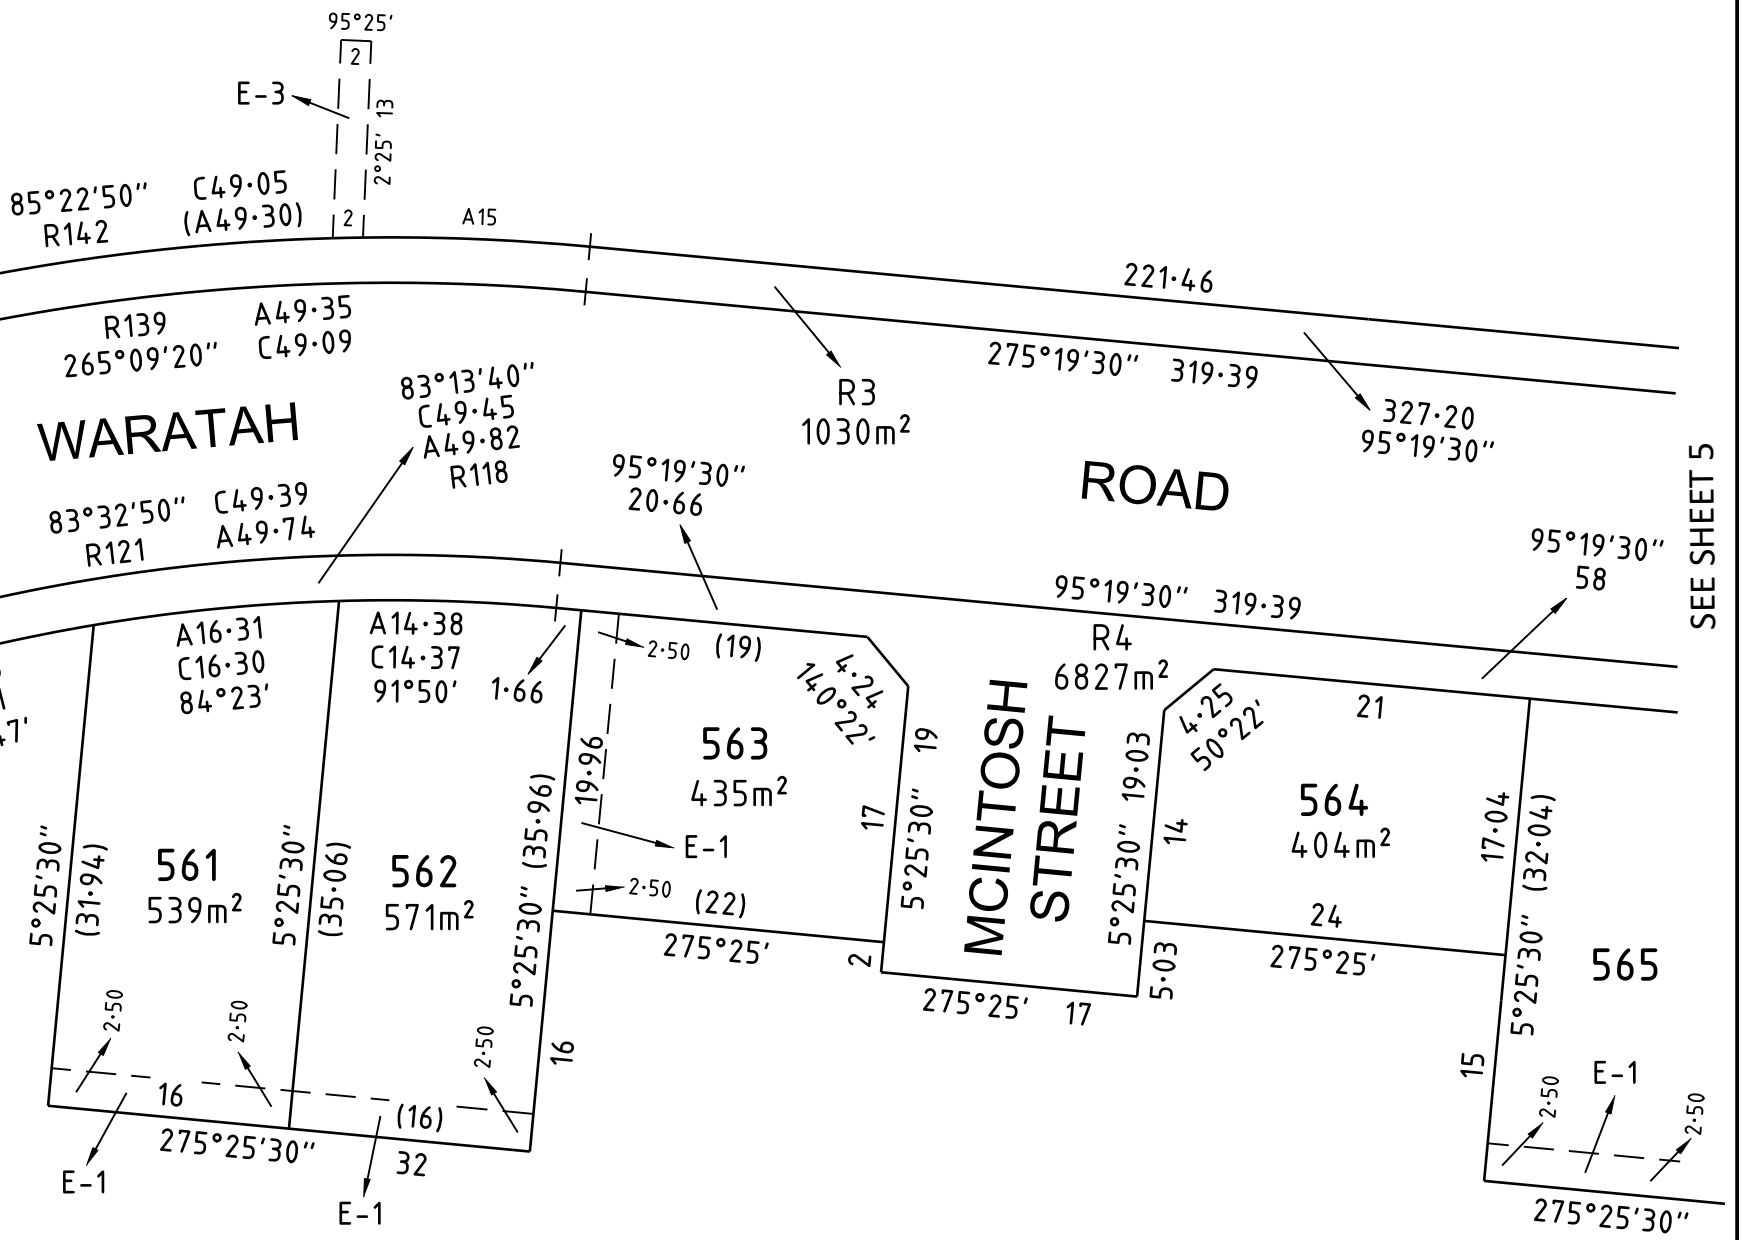 95°25'
2
E-3
2°25' 13
85°22'50" C49·05
R142 (A49·30)
2
A15
221·46
R139 A49·35
265°09'20" C49·09
275°19'30" 319·39
R3
1030m²
327·20
95°19'30"
WARATAH
83°13'40"
C49·45
A49·82
R118
95°19'30"
20·66
ROAD
SEE SHEET 5
83°32'50" C49·39
R121 A49·74
95°19'30"
58
95°19'30" 319·39
R4
6827m²
A16·31
C16·30
84°23'
A14·38
C14·37
91°50'
1·66
2·50
(19)
4·24
140°22'
4·25
50°22'
21
47'
563
435m²
19·96
19
17
5°25'30"
MCINTOSH
STREET
5°25'30" 19·03
14
564
404m²
17·04
5°25'30" (32·04)
E-1
2·50
(22)
275°25'
2
24
275°25'
5·03
275°25' 17
565
5°25'30"
(31·94)
561
539m²
5°25'30"
(35·06)
562
571m²
5°25'30" (35·96)
16
2·50
2·50
2·50
16
(16)
275°25'30"
32
E-1
E-1
15
2·50
E-1
2·50
275°25'30"